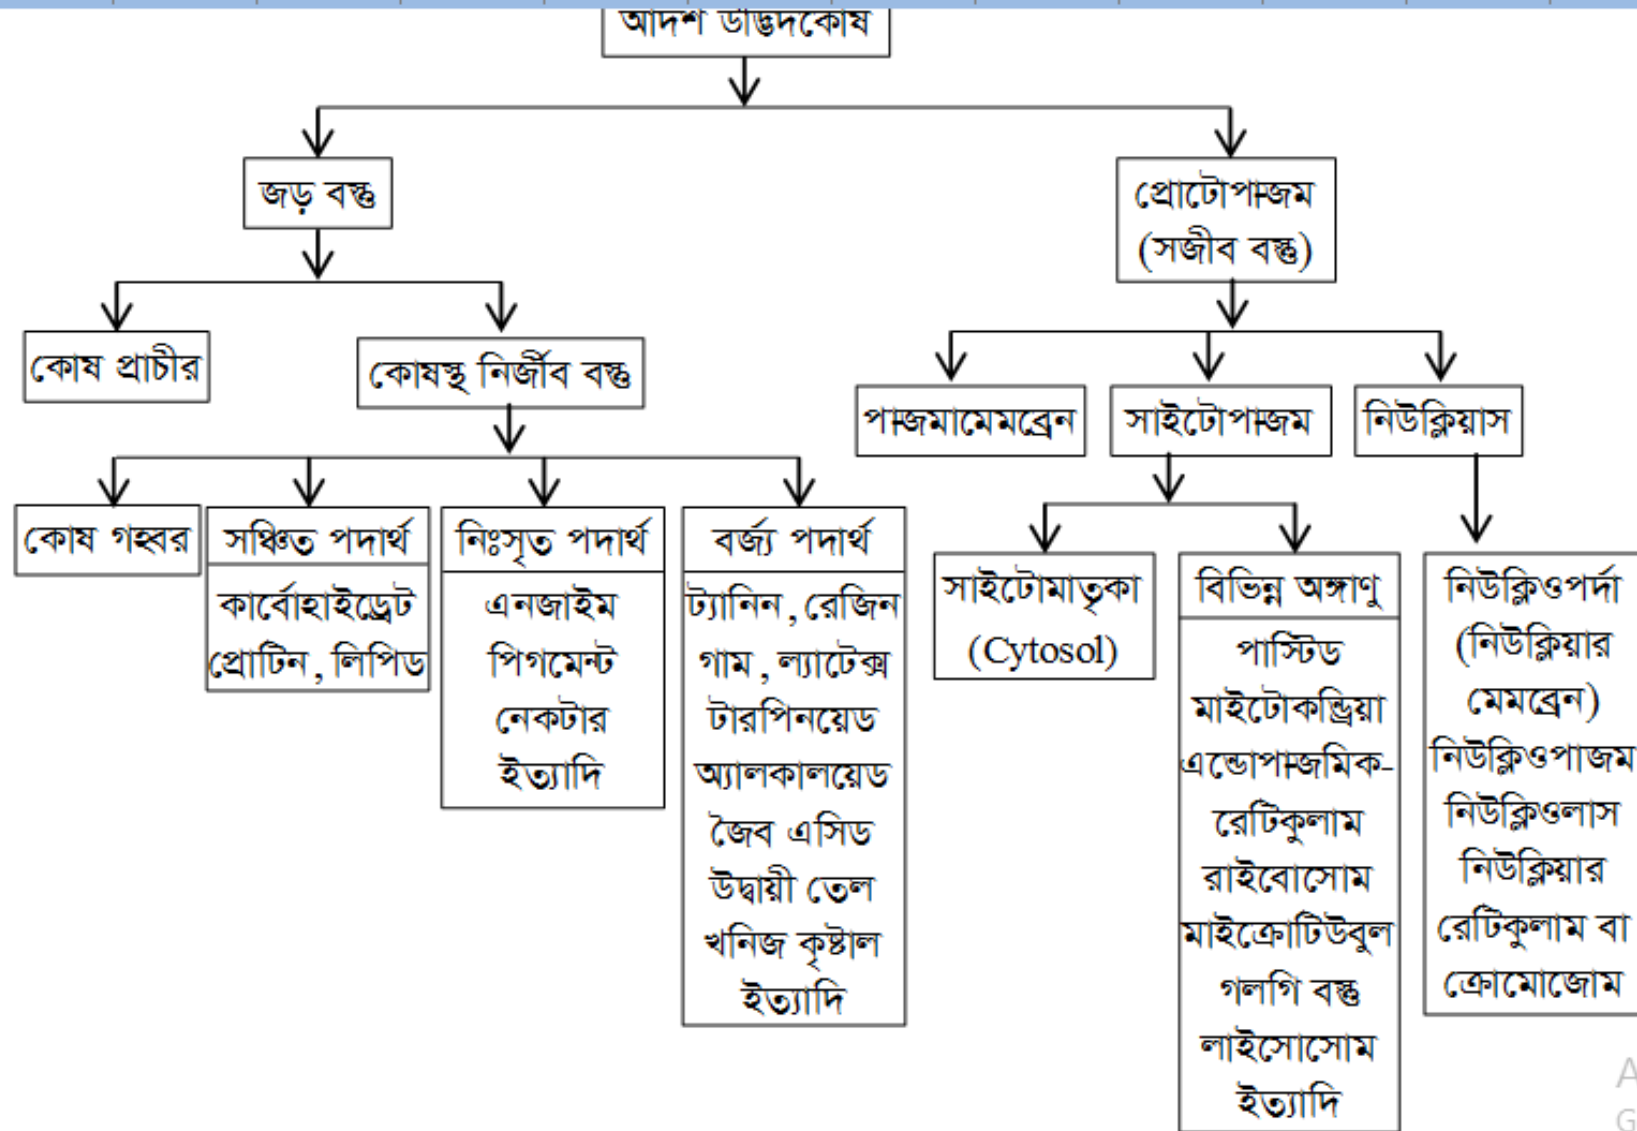 আদর্শ উদ্ভিদকোষ
জড় বস্তু
প্রোটোপ্লাজম
(সজীব বস্তু)
কোষ প্রাচীর
কোষস্থ নির্জীব বস্তু
প্লাজমামেমব্রেন
সাইটোপ্লাজম
নিউক্লিয়াস
কোষ গহ্বর
সঞ্চিত পদার্থ
কার্বোহাইড্রেট
প্রোটিন, লিপিড
নিঃসৃত পদার্থ
এনজাইম
পিগমেন্ট
নেকটার
ইত্যাদি
বর্জ্য পদার্থ
ট্যানিন, রেজিন
গাম, ল্যাটেক্স
টারপিনয়েড
অ্যালকালয়েড
জৈব এসিড
উদ্বায়ী তেল
খনিজ কৃষ্টাল
ইত্যাদি
সাইটোমাতৃকা
(Cytosol)
বিভিন্ন অঙ্গাণু
পাস্টিড
মাইটোকন্ড্রিয়া
এন্ডোপ্লাজমিক-
রেটিকুলাম
রাইবোসোম
মাইক্রোটিউবুল
গলগি বস্তু
লাইসোসোম
ইত্যাদি
নিউক্লিওপর্দা
(নিউক্লিয়ার
মেমব্রেন)
নিউক্লিওপাজম
নিউক্লিওলাস
নিউক্লিয়ার
রেটিকুলাম বা
ক্রোমোজোম